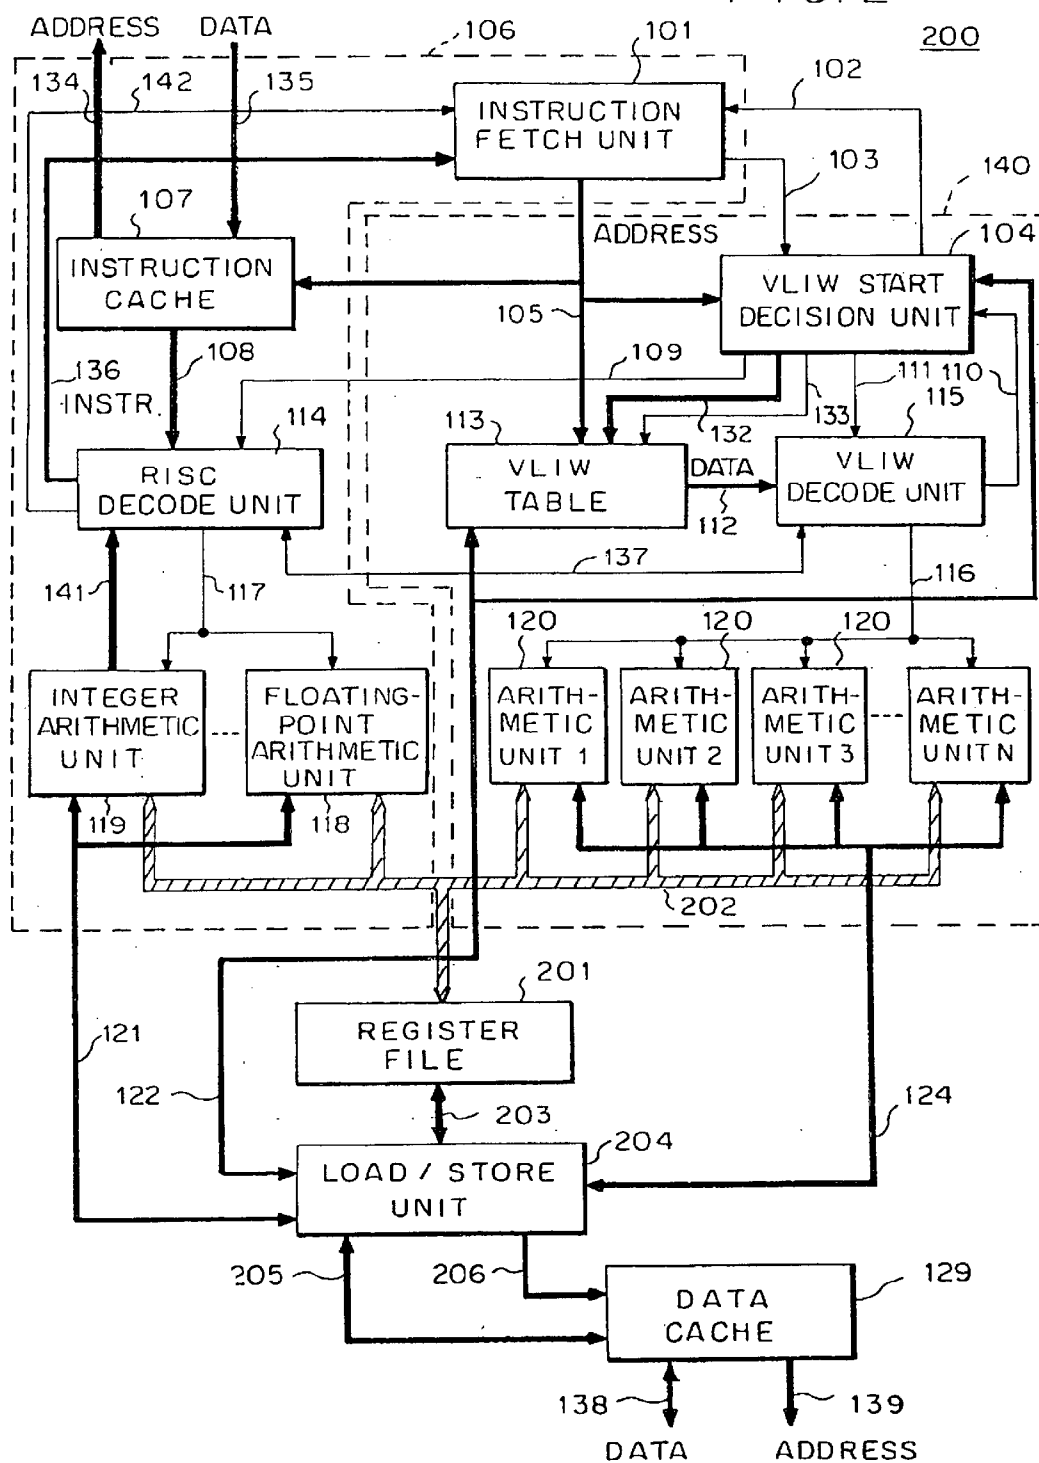 ADDRESS DATA 106 101 200
134 142 135 102
INSTRUCTION
FETCH UNIT
103
140
107
ADDRESS
104
INSTRUCTION
CACHE
VLIW START
DECISION UNIT
105
108
109
136
INSTR.
111 110
114
113
132
133
115
RISC
DECODE UNIT
VLIW
TABLE
DATA
112
VLIW
DECODE UNIT
137
141
117
116
120 120 120
INTEGER
ARITHMETIC
UNIT
FLOATING-
POINT
ARITHMETIC
UNIT
ARITH-
METIC
UNIT 1
ARITH-
METIC
UNIT 2
ARITH-
METIC
UNIT 3
ARITH-
METIC
UNIT N
119 118
202
201
REGISTER
FILE
121
122
203
124
204
LOAD / STORE
UNIT
205 206
129
DATA
CACHE
138 139
DATA ADDRESS